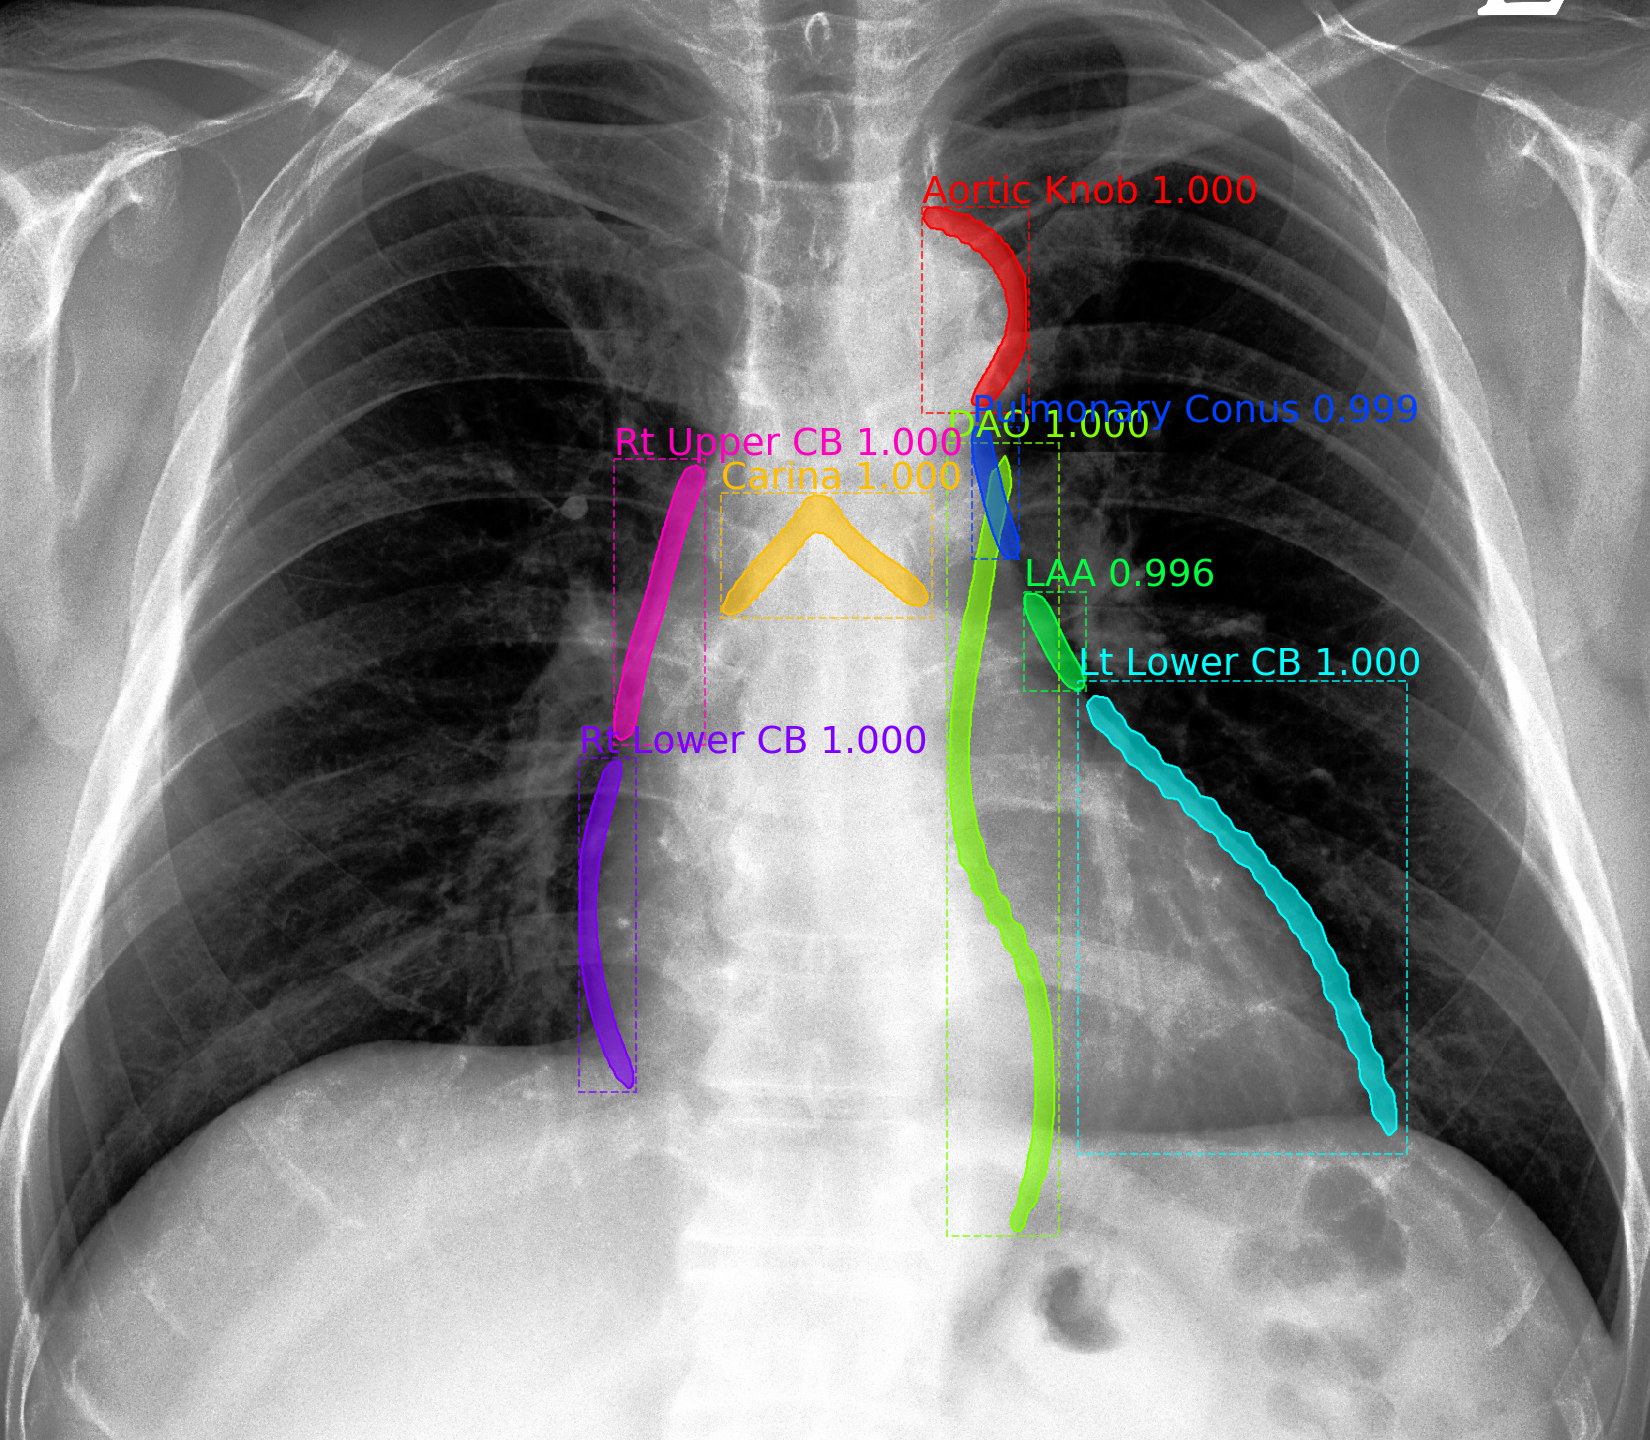 Aortic Knob 1.000
Pulmonary Conus 0.999
DAO 1.000
Rt Upper CB 1.000
Carina 1.000
LAA 0.996
Lt Lower CB 1.000
Rt Lower CB 1.000